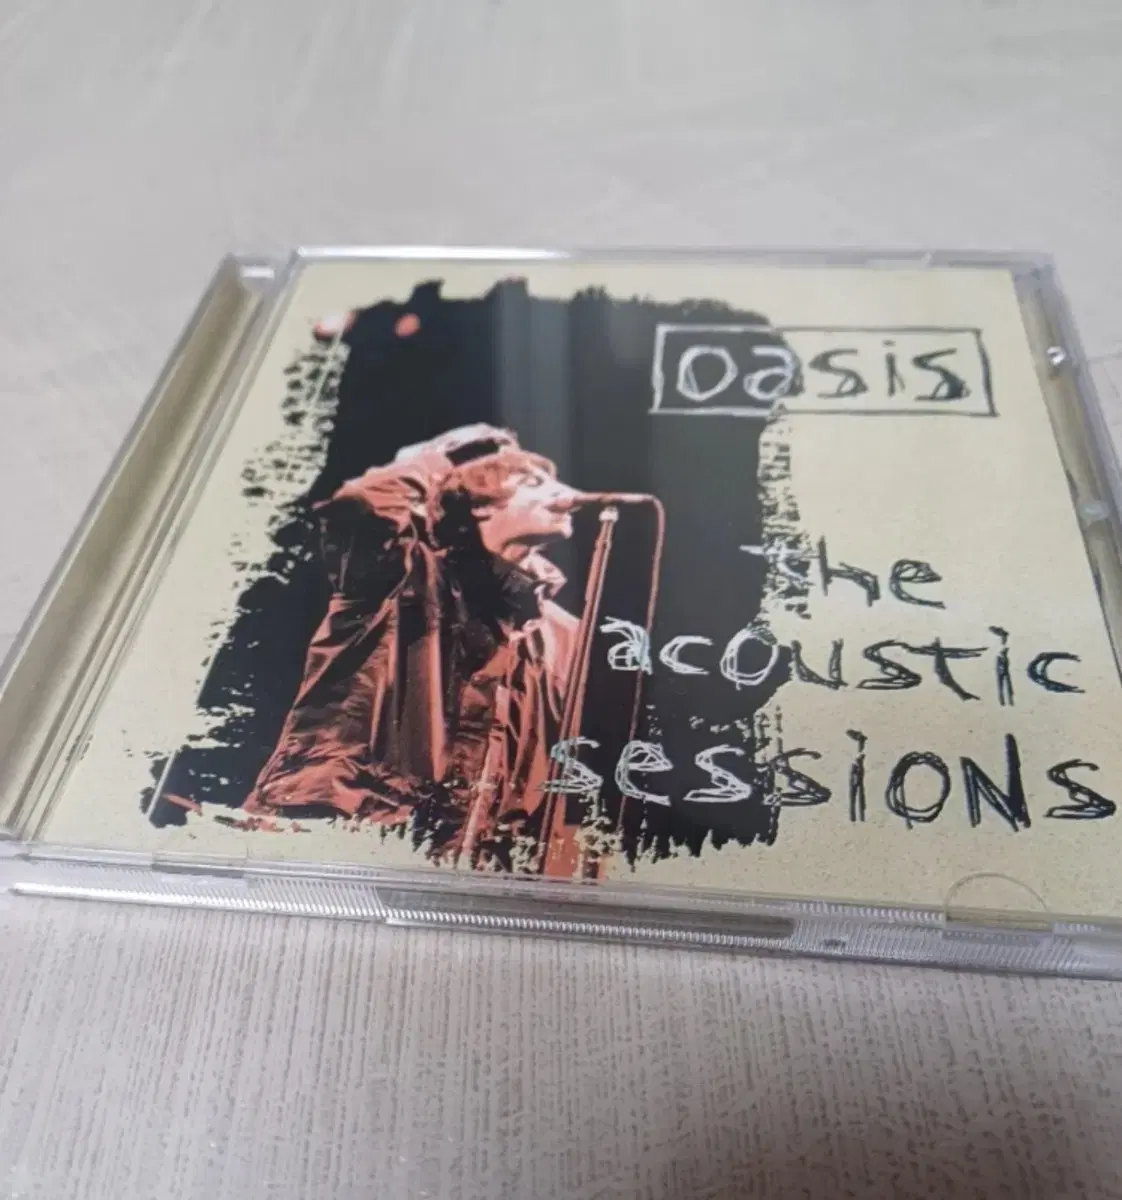 oasis
the
acoustic
sessions